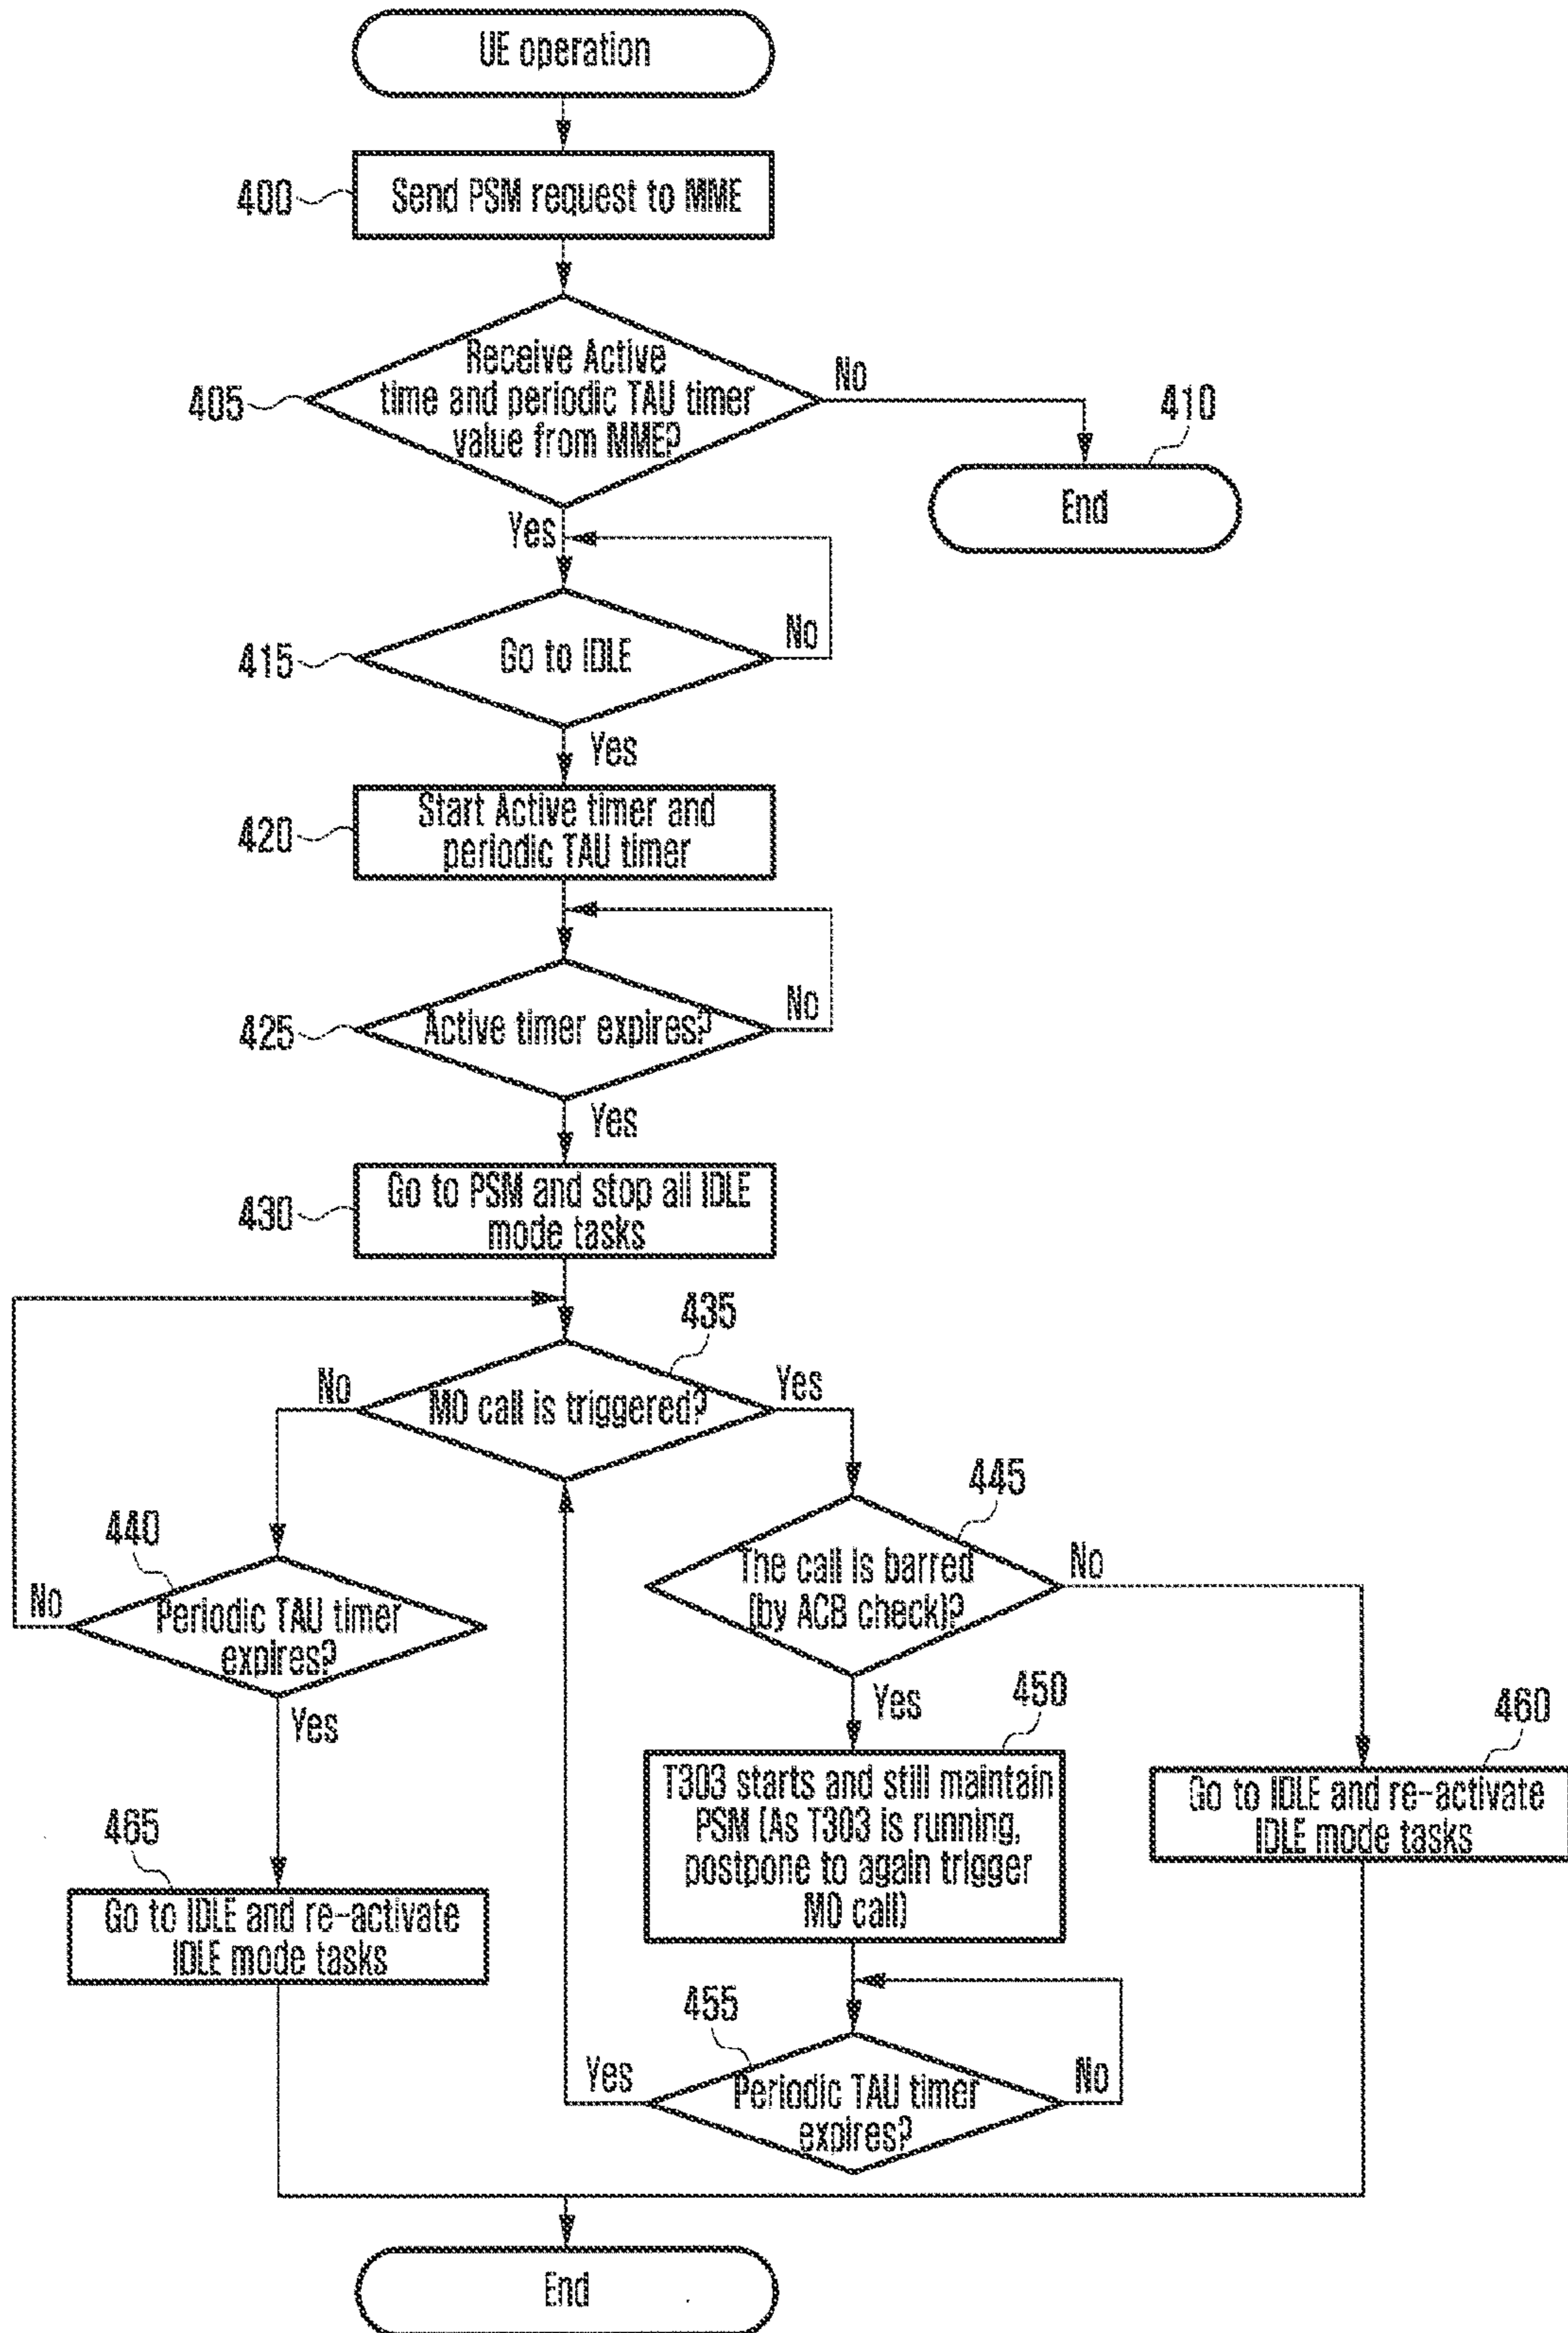 UE operation
400
Send PSM request to MME
405
Receive Active
time and periodic TAU timer
value from MME?
No
410
End
Yes
415
Go to IDLE
No
Yes
420
Start Active timer and
periodic TAU timer
425
Active timer expires?
No
Yes
430
Go to PSM and stop all IDLE
mode tasks
435
No
MO call is triggered?
Yes
440
No
Periodic TAU timer
expires?
Yes
445
The call is barred
(by ACB check)?
No
Yes
450
T303 starts and still maintain
PSM (As T303 is running,
postpone to again trigger
MO call)
460
Go to IDLE and re-activate
IDLE mode tasks
465
Go to IDLE and re-activate
IDLE mode tasks
455
Yes
Periodic TAU timer
expires?
No
End